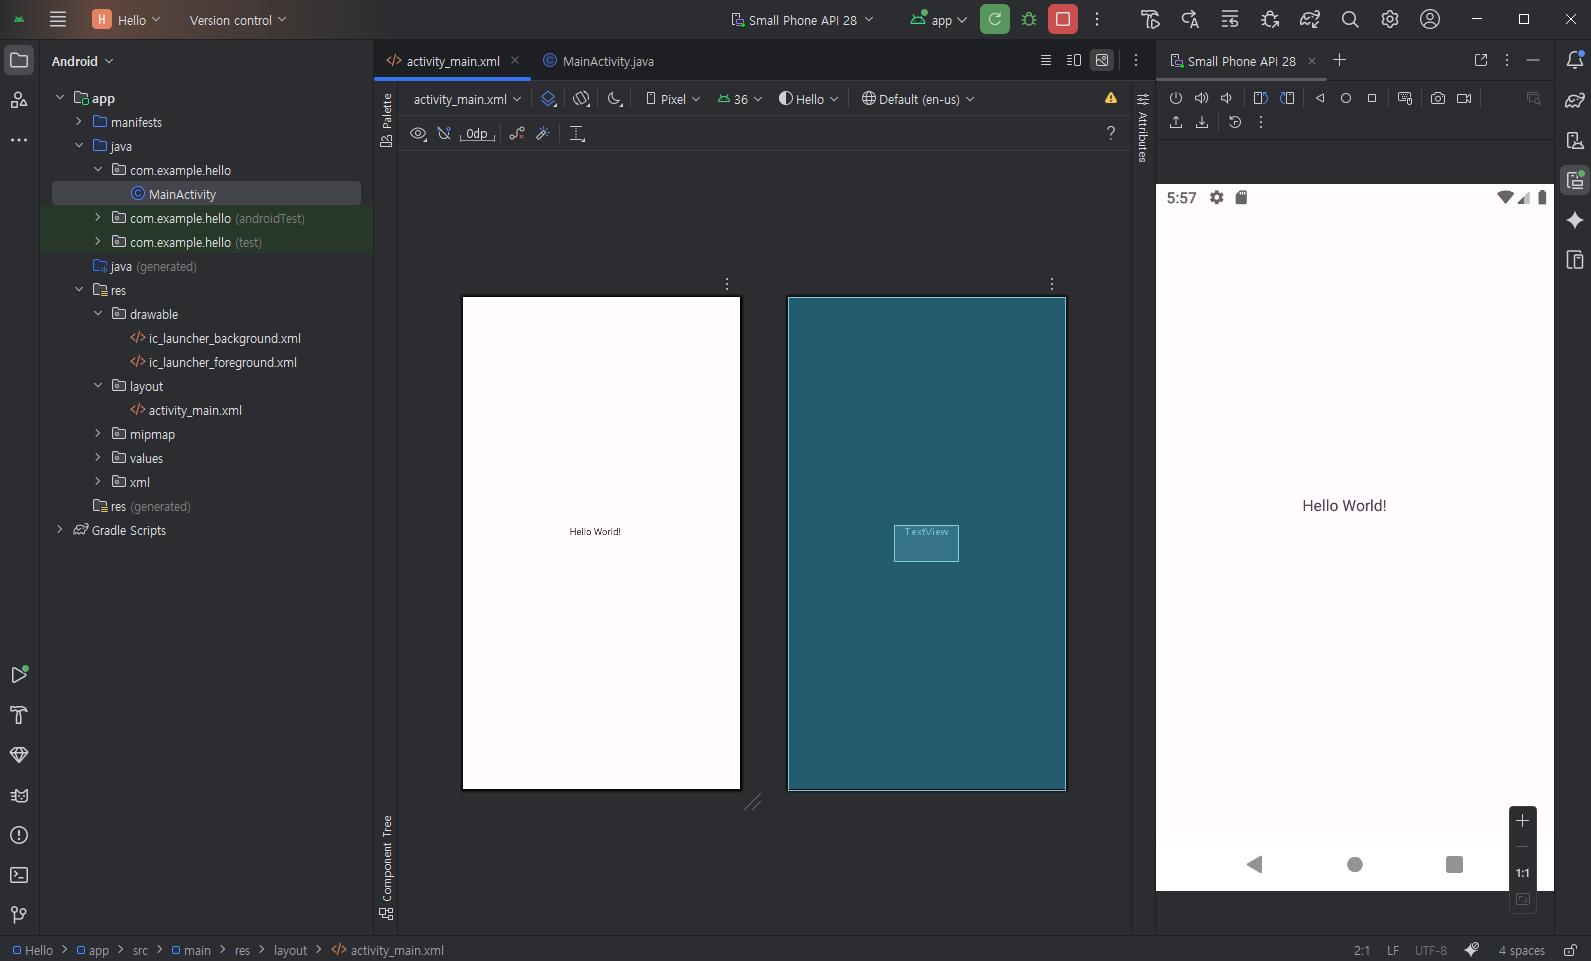 H Hello Version control Small Phone API 28 app
Android
app
manifests
java
com.example.hello
MainActivity
com.example.hello (androidTest)
com.example.hello (test)
java (generated)
res
drawable
ic_launcher_background.xml
ic_launcher_foreground.xml
layout
activity_main.xml
mipmap
values
xml
res (generated)
Gradle Scripts
activity_main.xml MainActivity.java
Palette
activity_main.xml Pixel 36 Hello Default (en-us)
0dp ?
Attributes
Hello World!
TextView
Component Tree
Small Phone API 28
5:57
Hello World!
1:1
Hello app src main res layout activity_main.xml
2:1 LF UTF-8 4 spaces